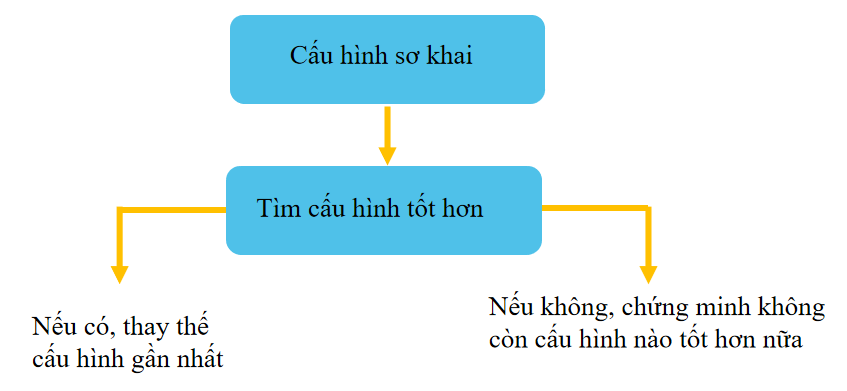 Cấu hình sơ khai
Tìm cấu hình tốt hơn
Nếu có, thay thế
cấu hình gần nhất
Nếu không, chứng minh không
còn cấu hình nào tốt hơn nữa